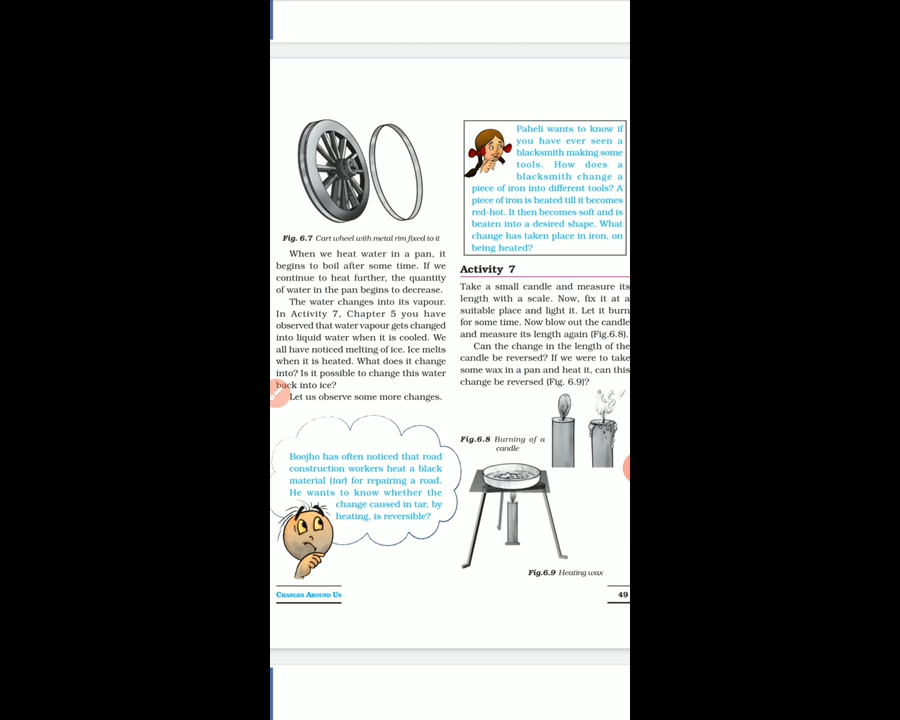 Fig. 6.7 Cart wheel with metal rim fixed to it
When we heat water in a pan, it
begins to boil after some time. If we
continue to heat further, the quantity
of water in the pan begins to decrease.
The water changes into its vapour.
In Activity 7, Chapter 5 you have
observed that water vapour gets changed
into liquid water when it is cooled. We
all have noticed melting of ice. Ice melts
when it is heated. What does it change
into? Is it possible to change this water
back into ice?
Let us observe some more changes.
Boojho has often noticed that road
construction workers heat a black
material (tar) for repairing a road.
He wants to know whether the
change caused in tar, by
heating, is reversible?
Paheli wants to know if
you have ever seen a
blacksmith making some
tools. How does a
blacksmith change a
piece of iron into different tools? A
piece of iron is heated till it becomes
red-hot. It then becomes soft and is
beaten into a desired shape. What
change has taken place in iron, on
being heated?
Activity 7
Take a small candle and measure its
length with a scale. Now, fix it at a
suitable place and light it. Let it burn
for some time. Now blow out the candle
and measure its length again (Fig.6.8).
Can the change in the length of the
candle be reversed? If we were to take
some wax in a pan and heat it, can this
change be reversed (Fig. 6.9)?
Fig.6.8 Burning of a
candle
Fig.6.9 Heating wax
CHANGES AROUND US
49